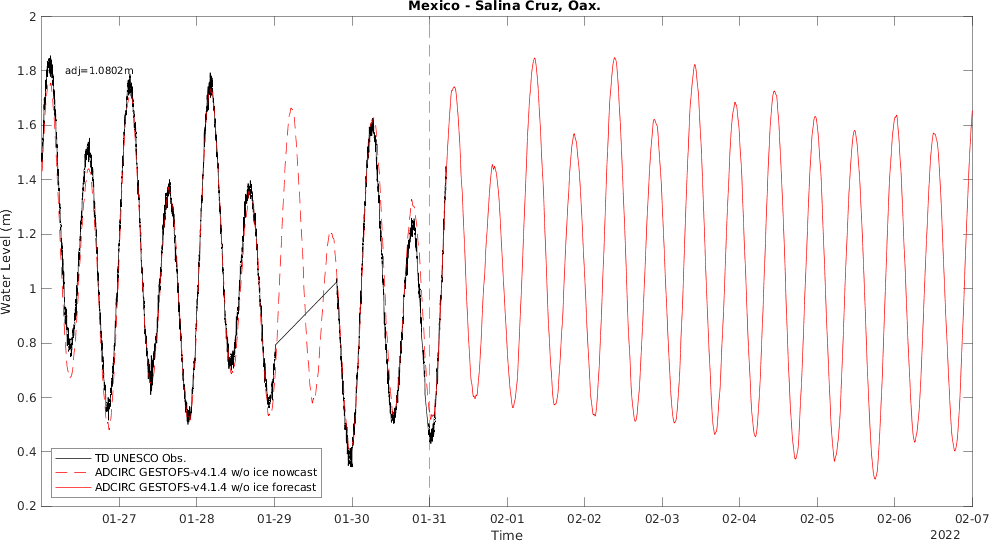 Mexico - Salina Cruz, Oax.
adj=1.0802m
2
1.8
1.6
1.4
1.2
1
0.8
0.6
0.4
0.2
Water Level (m)
TD UNESCO Obs.
ADCIRC GESTOFS-v4.1.4 w/o ice nowcast
ADCIRC GESTOFS-v4.1.4 w/o ice forecast
01-27 01-28 01-29 01-30 01-31 02-01 02-02 02-03 02-04 02-05 02-06 02-07
Time
2022